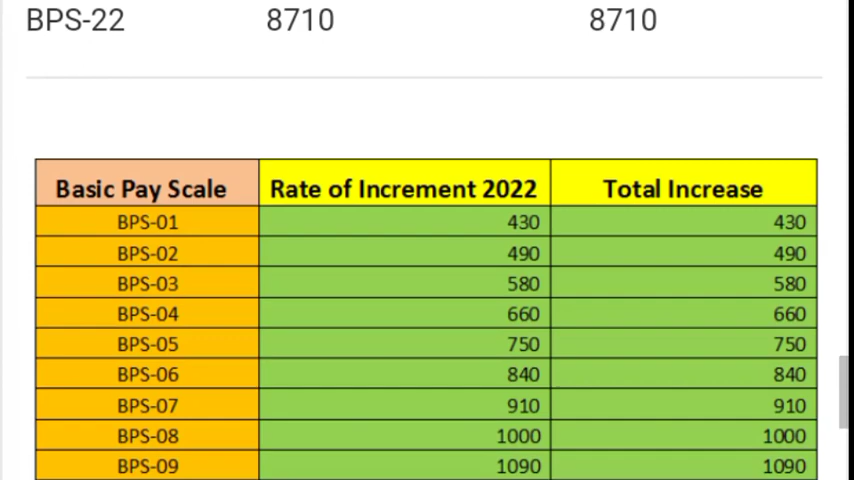 BPS-22 8710 8710
Basic Pay Scale Rate of Increment 2022 Total Increase
BPS-01 430 430
BPS-02 490 490
BPS-03 580 580
BPS-04 660 660
BPS-05 750 750
BPS-06 840 840
BPS-07 910 910
BPS-08 1000 1000
BPS-09 1090 1090